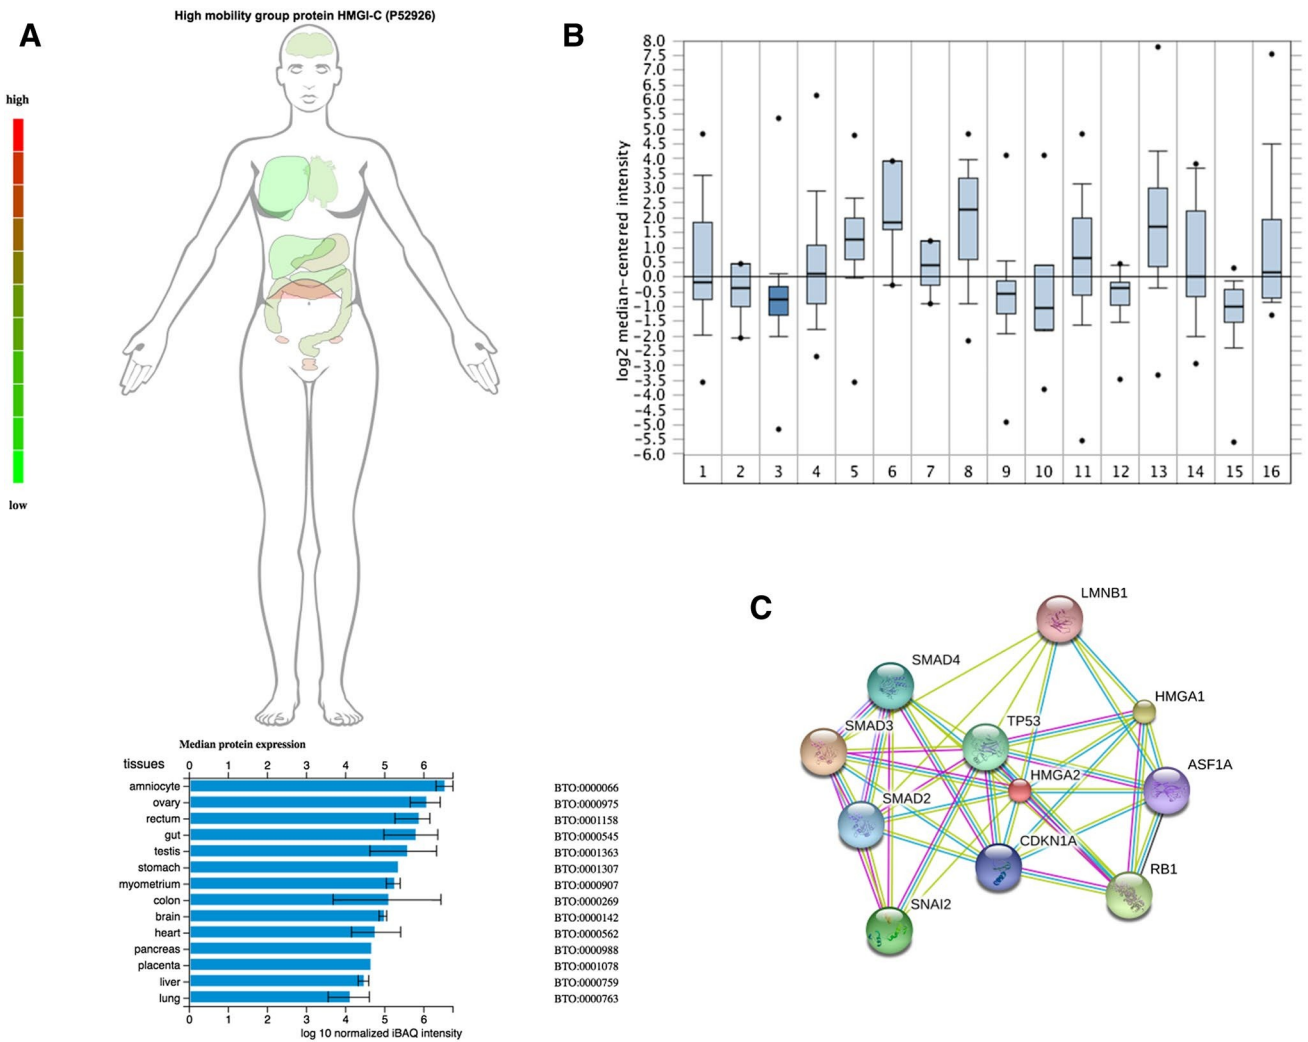 High mobility group protein HMGI-C (P52926)
A
high
low
Median protein expression
tissues
0 1 2 3 4 5 6
amniocyte BTO:0000066
ovary BTO:0000975
rectum BTO:0001158
gut BTO:0000545
testis BTO:0001363
stomach BTO:0001307
myometrium BTO:0000907
colon BTO:0000269
brain BTO:0000142
heart BTO:0000562
pancreas BTO:0000988
placenta BTO:0001078
liver BTO:0000759
lung BTO:0000763
0 1 2 3 4 5 6
log 10 normalized iBAQ intensity
B
log2 median-centered intensity
8.0
7.5
7.0
6.5
6.0
5.5
5.0
4.5
4.0
3.5
3.0
2.5
2.0
1.5
1.0
0.5
0.0
-0.5
-1.0
-1.5
-2.0
-2.5
-3.0
-3.5
-4.0
-4.5
-5.0
-5.5
-6.0
1 2 3 4 5 6 7 8 9 10 11 12 13 14 15 16
C
LMNB1
SMAD4
HMGA1
SMAD3
TP53
ASF1A
HMGA2
SMAD2
CDKN1A
RB1
SNAI2